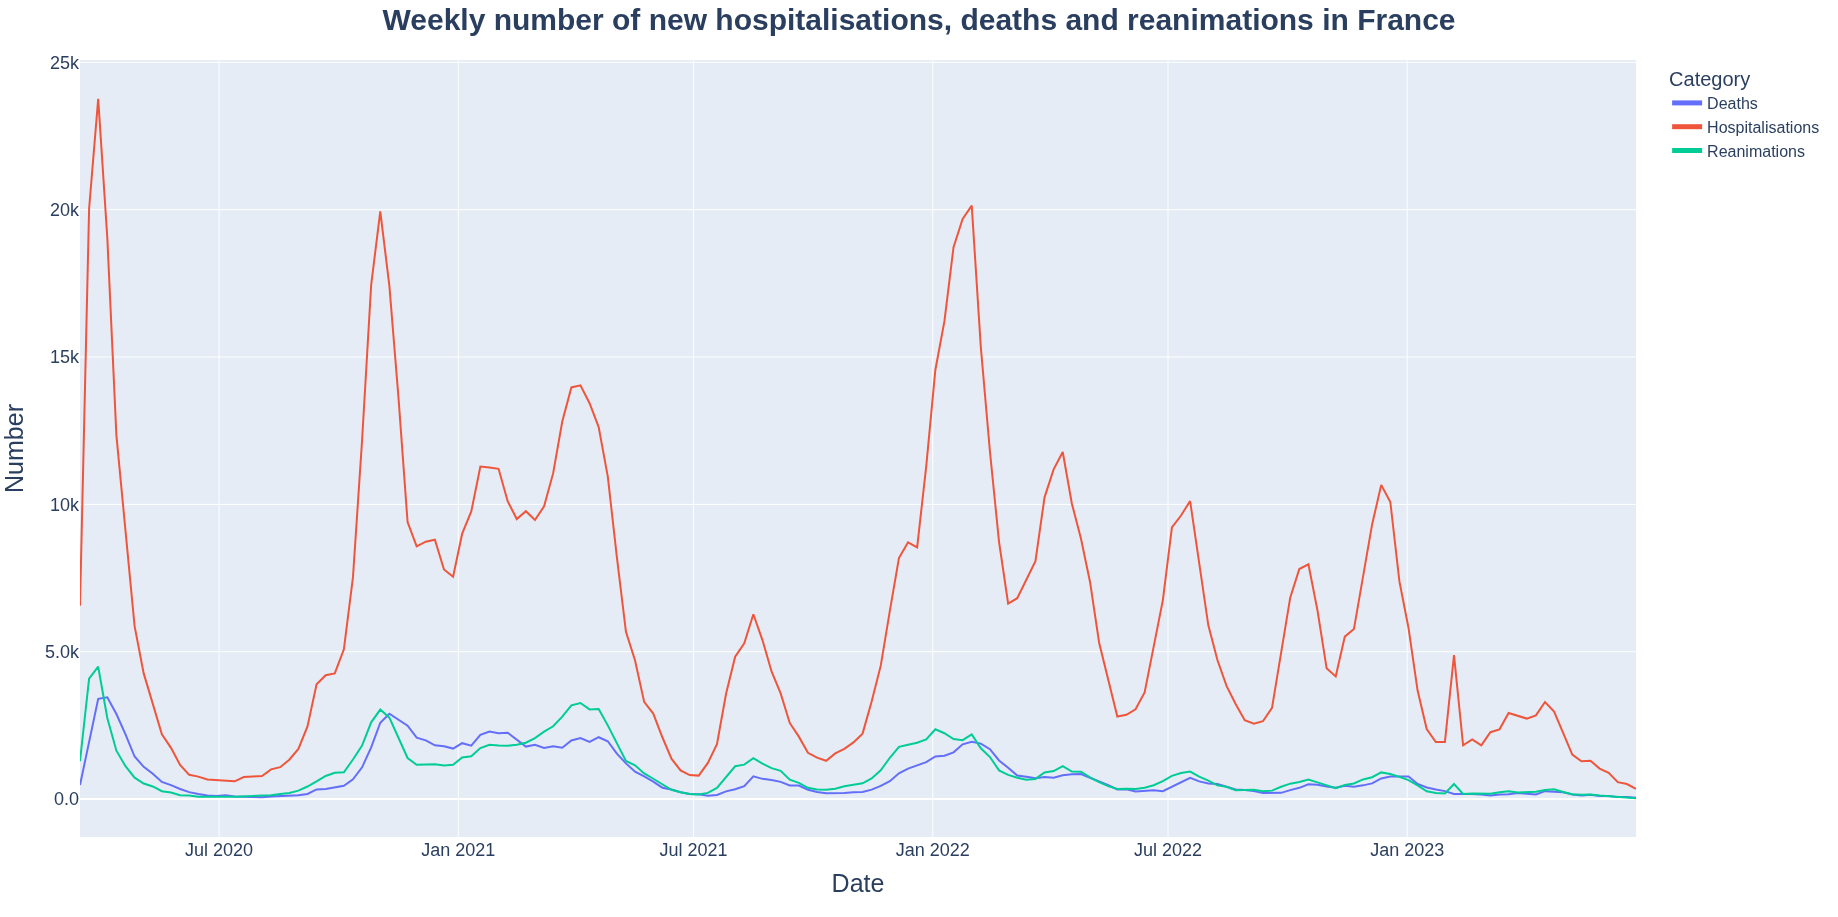 Weekly number of new hospitalisations, deaths and reanimations in France
25k
20k
15k
10k
5.0k
0.0
Number
Jul 2020
Jan 2021
Jul 2021
Jan 2022
Jul 2022
Jan 2023
Date
Category
Deaths
Hospitalisations
Reanimations